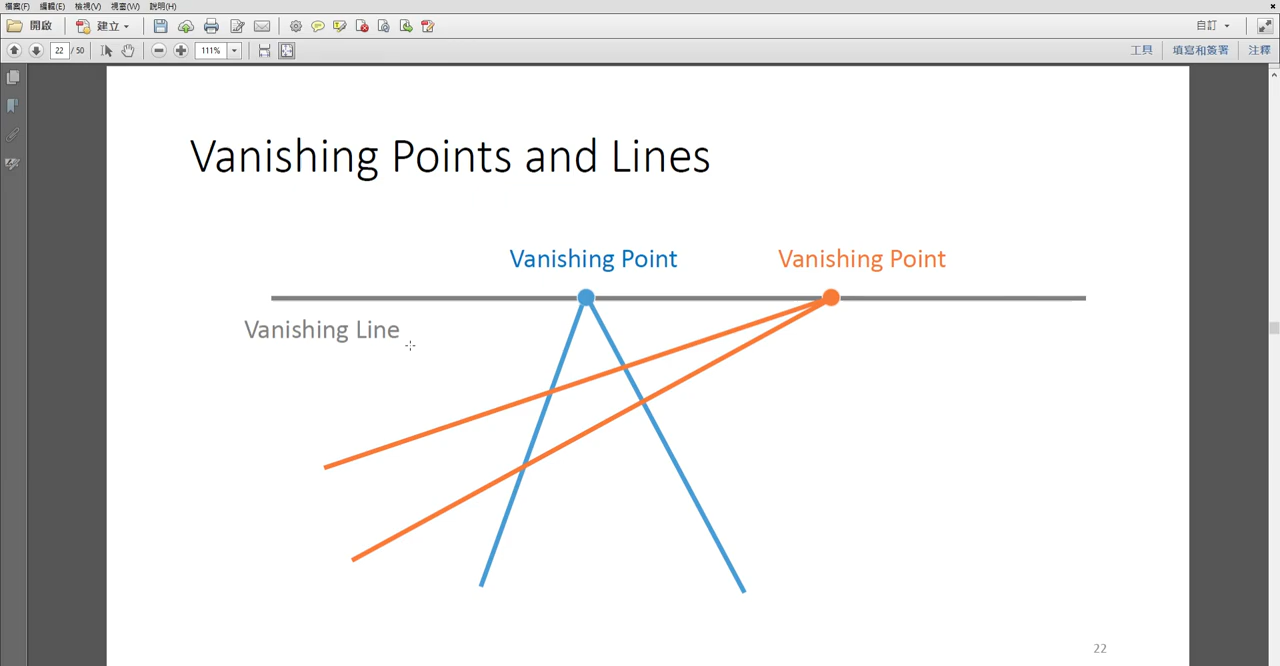 檔案(F) 編輯(E) 檢視(V) 視窗(W) 說明(H)
開啟 建立 自訂
22 / 50 111% 工具 填寫和簽署 注釋
Vanishing Points and Lines
Vanishing Point Vanishing Point
Vanishing Line
22